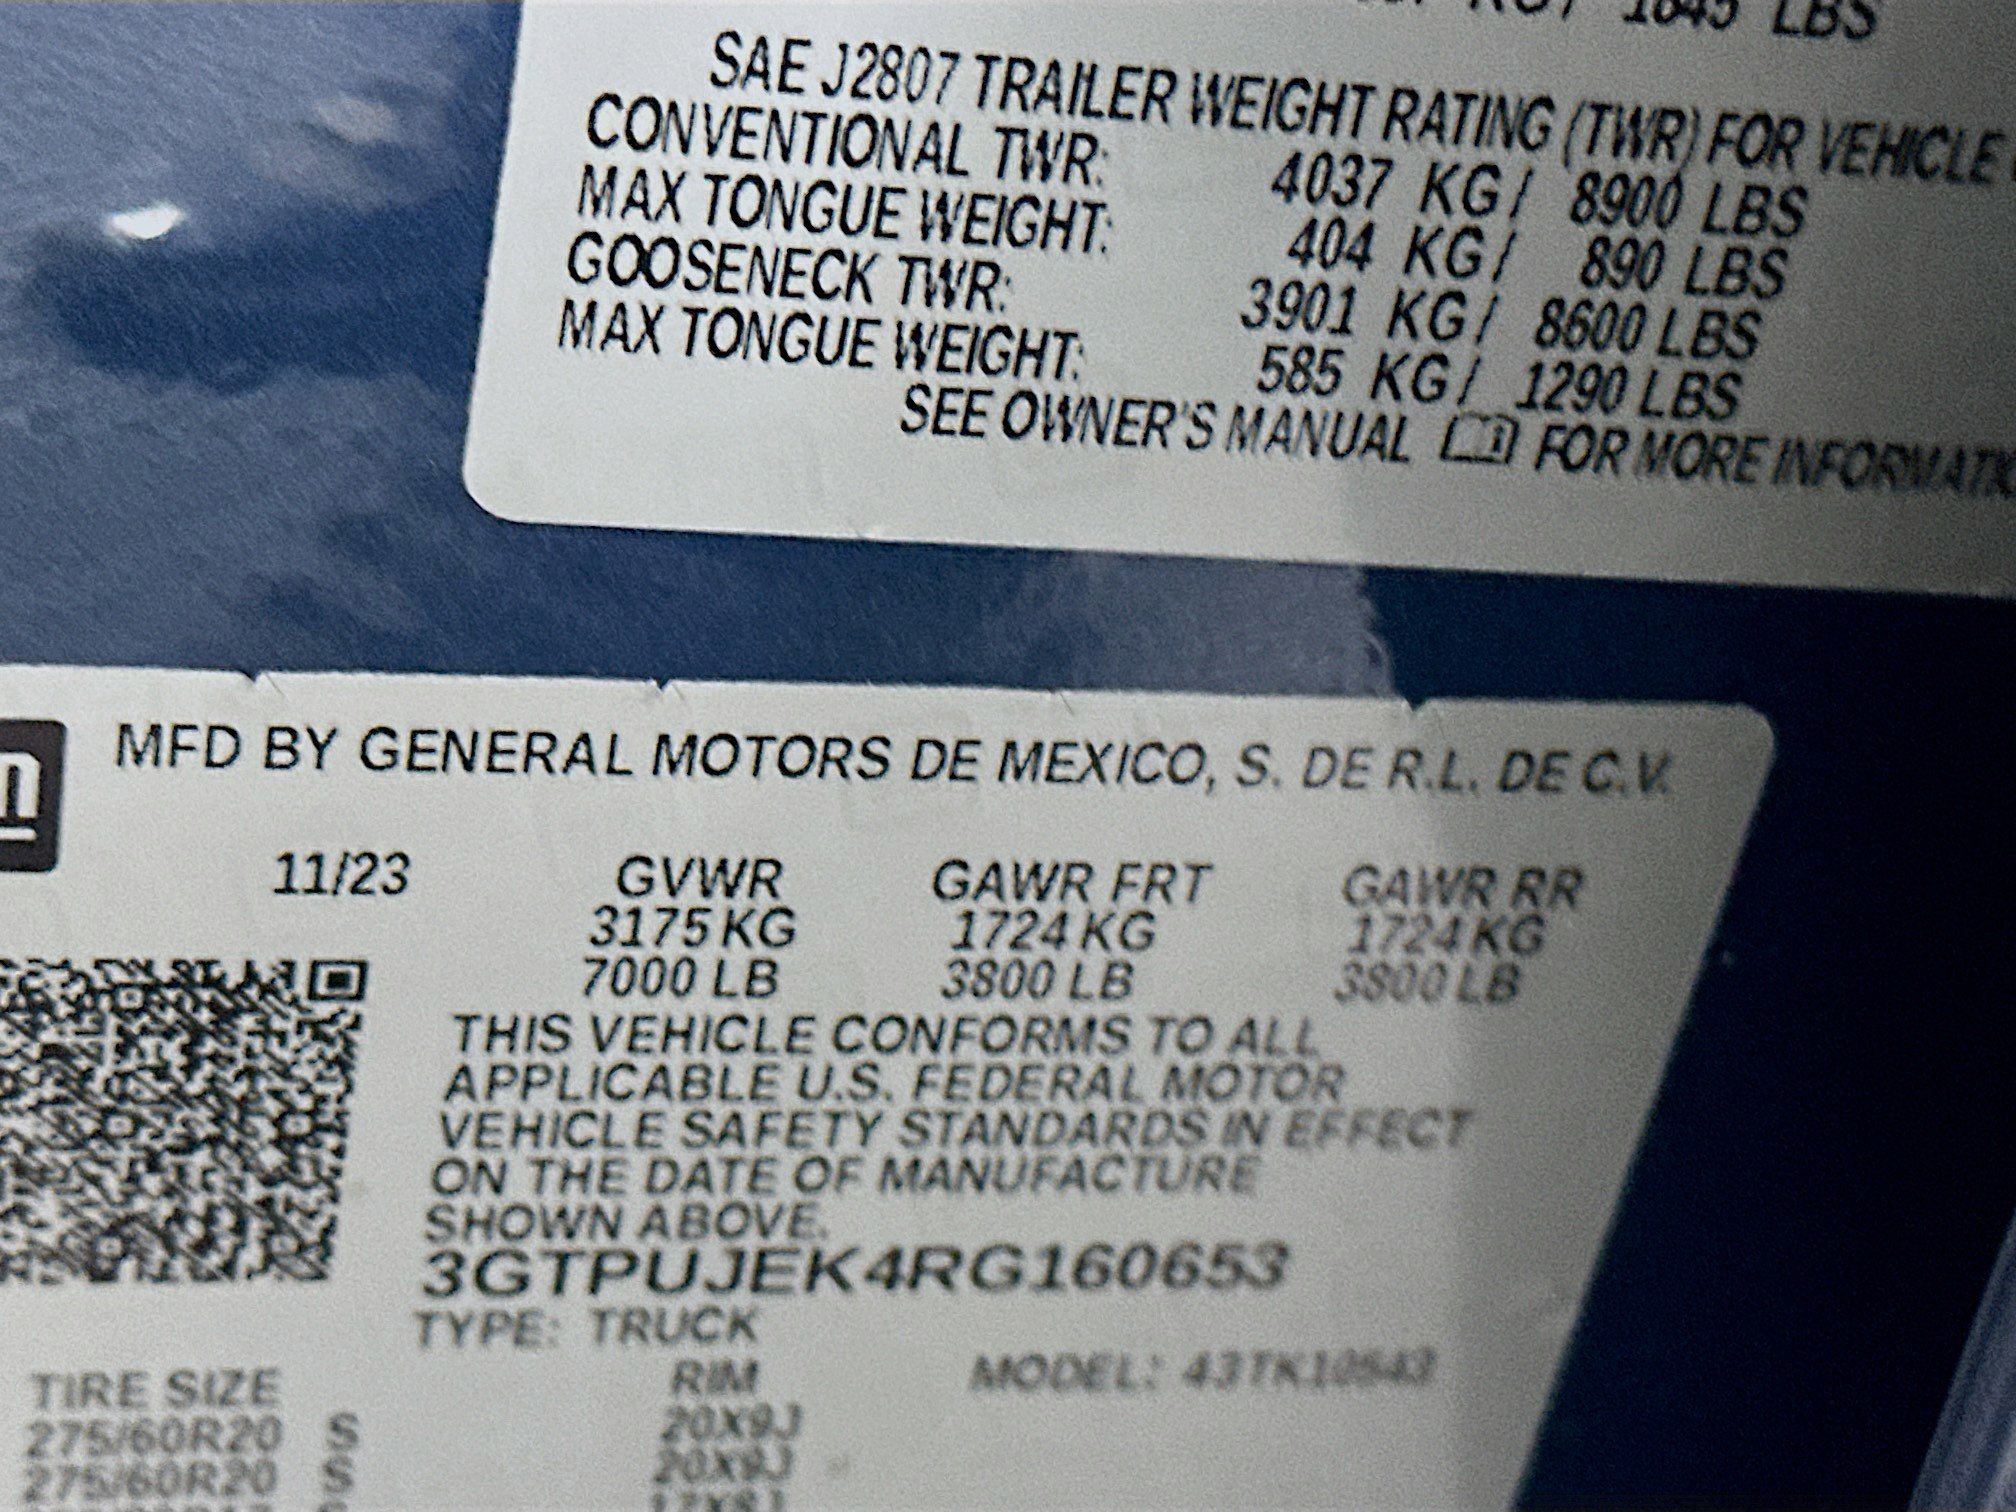 1845 LBS
SAE J2807 TRAILER WEIGHT RATING (TWR) FOR VEHICLE
CONVENTIONAL TWR: 4037 KG / 8900 LBS
MAX TONGUE WEIGHT: 404 KG / 890 LBS
GOOSENECK TWR: 3901 KG / 8600 LBS
MAX TONGUE WEIGHT: 585 KG / 1290 LBS
SEE OWNER'S MANUAL FOR MORE INFORMATIO
MFD BY GENERAL MOTORS DE MEXICO, S. DE R.L. DE C.V.
11/23 GVWR GAWR FRT GAWR RR
3175 KG 1724 KG 1724 KG
7000 LB 3800 LB 3800 LB
THIS VEHICLE CONFORMS TO ALL
APPLICABLE U.S. FEDERAL MOTOR
VEHICLE SAFETY STANDARDS IN EFFECT
ON THE DATE OF MANUFACTURE
SHOWN ABOVE.
3GTPUJEK4RG160653
TYPE: TRUCK
MODEL: 43TK10543
TIRE SIZE RIM
275/60R20 S 20X9J
275/60R20 S 20X9J